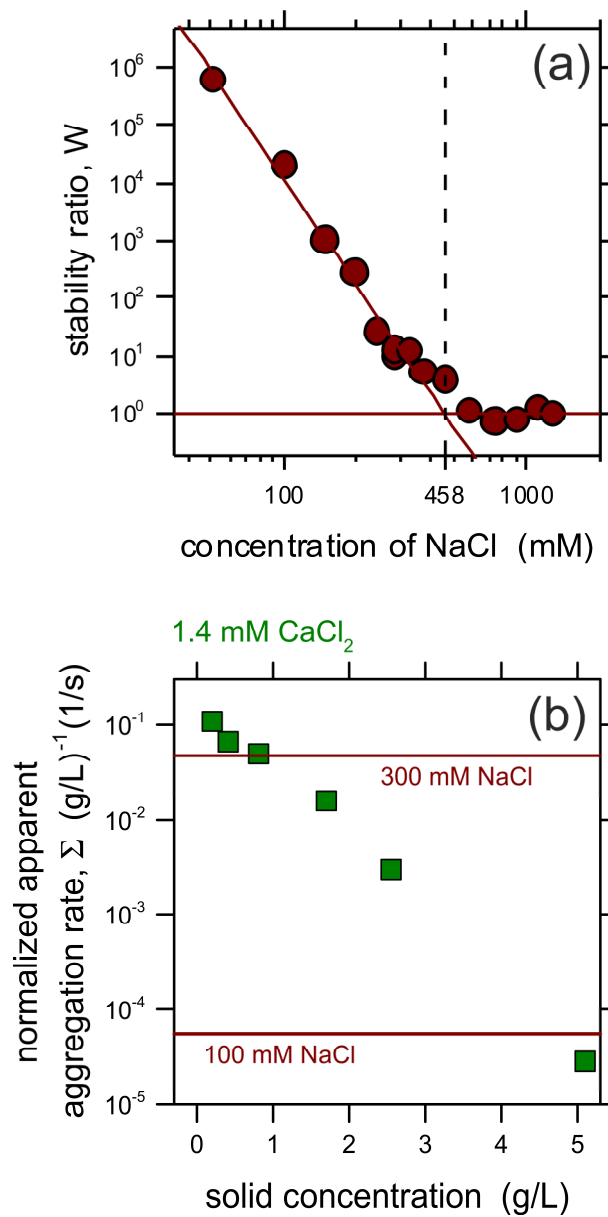 (a)
stability ratio, W
10^6
10^5
10^4
10^3
10^2
10^1
10^0
100
458
1000
concentration of NaCl (mM)
1.4 mM CaCl₂
(b)
normalized apparent
aggregation rate, Σ (g/L)^-1 (1/s)
10^-1
10^-2
10^-3
10^-4
10^-5
300 mM NaCl
100 mM NaCl
0 1 2 3 4 5
solid concentration (g/L)